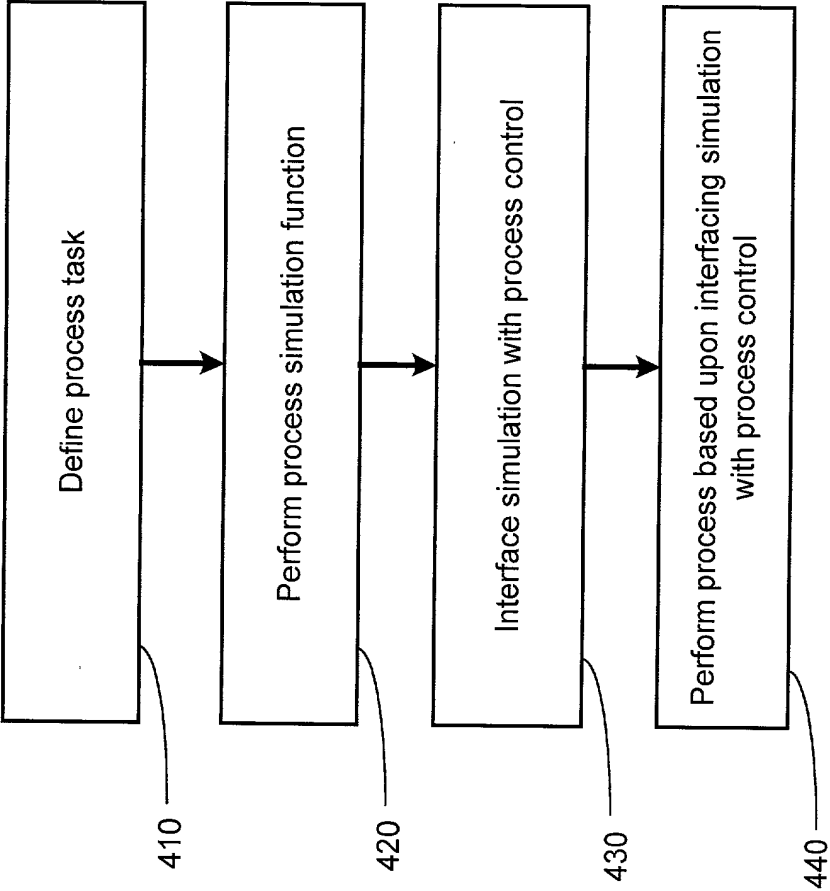 Define process task
410
Perform process simulation function
420
Interface simulation with process control
430
Perform process based upon interfacing simulation
with process control
440